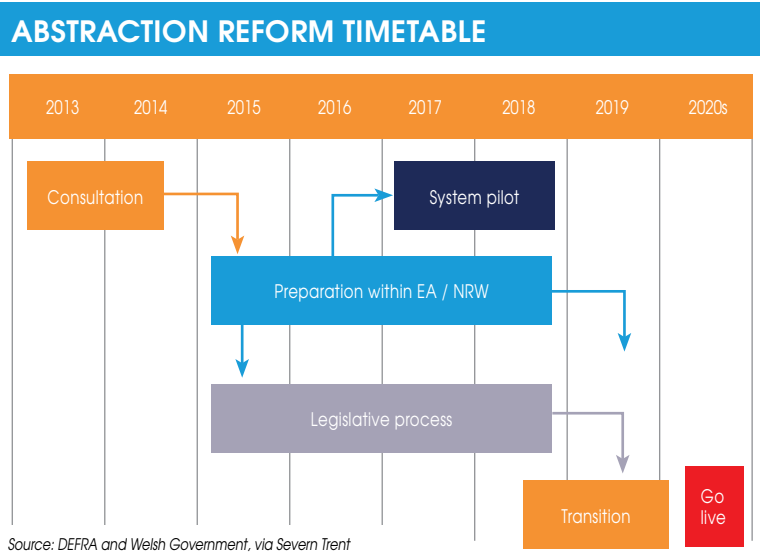 ABSTRACTION REFORM TIMETABLE
2013 2014 2015 2016 2017 2018 2019 2020s
Consultation
System pilot
Preparation within EA / NRW
Legislative process
Transition
Go
live
Source: DEFRA and Welsh Government, via Severn Trent